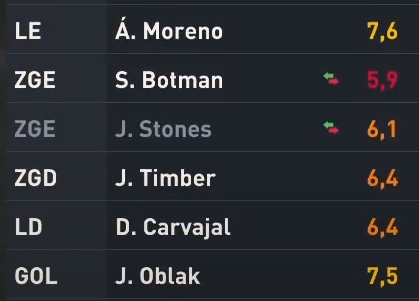 LE Á. Moreno 7,6
ZGE S. Botman 5,9
ZGE J. Stones 6,1
ZGD J. Timber 6,4
LD D. Carvajal 6,4
GOL J. Oblak 7,5